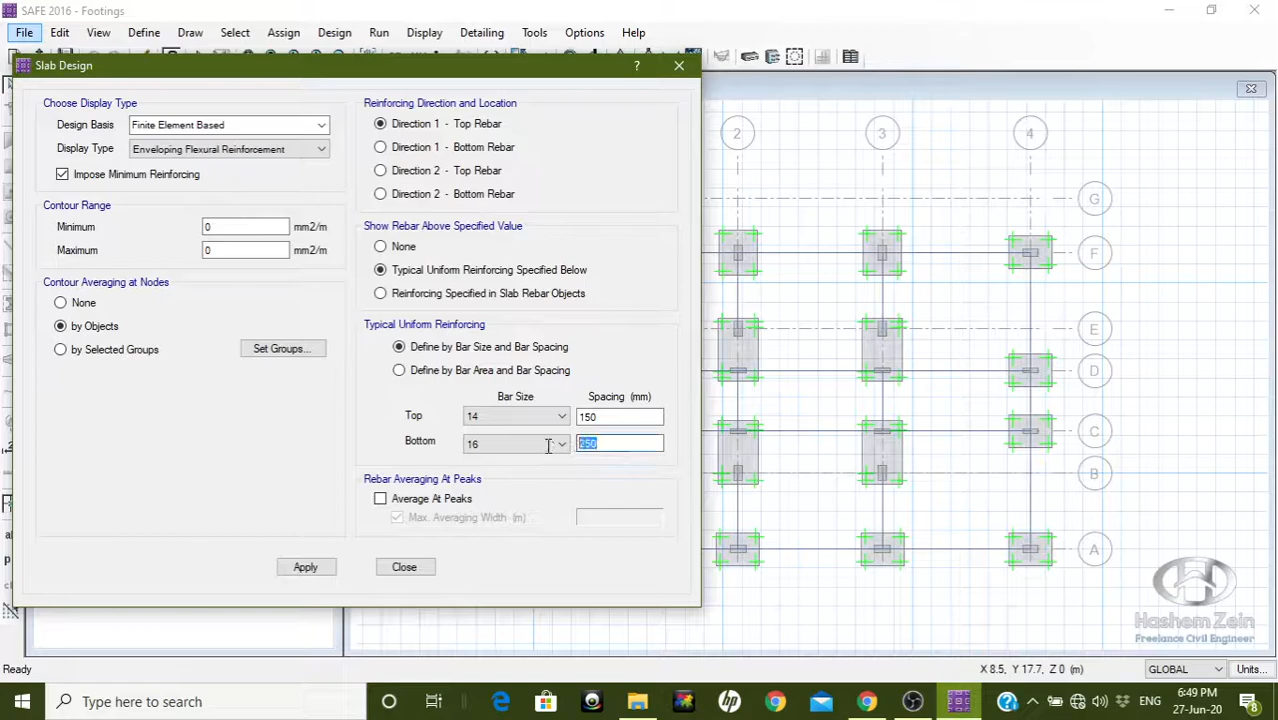 SAFE 2016 - Footings
File Edit View Define Draw Select Assign Design Run Display Detailing Tools Options Help
Slab Design
?
Choose Display Type
Design Basis Finite Element Based
Display Type Enveloping Flexural Reinforcement
Impose Minimum Reinforcing
Contour Range
Minimum 0 mm2/m
Maximum 0 mm2/m
Contour Averaging at Nodes
None
by Objects
by Selected Groups
Set Groups...
Reinforcing Direction and Location
Direction 1 - Top Rebar
Direction 1 - Bottom Rebar
Direction 2 - Top Rebar
Direction 2 - Bottom Rebar
Show Rebar Above Specified Value
None
Typical Uniform Reinforcing Specified Below
Reinforcing Specified in Slab Rebar Objects
Typical Uniform Reinforcing
Define by Bar Size and Bar Spacing
Define by Bar Area and Bar Spacing
Bar Size Spacing (mm)
Top 14 150
Bottom 16 250
Rebar Averaging At Peaks
Average At Peaks
Max. Averaging Width (m)
Apply Close
2 3 4
G
F
E
D
C
B
A
Hashem Zein
Freelance Civil Engineer
Ready
X 8.5, Y 17.7, Z 0 (m)
GLOBAL
Units...
Type here to search
ENG
6:49 PM
27-Jun-20